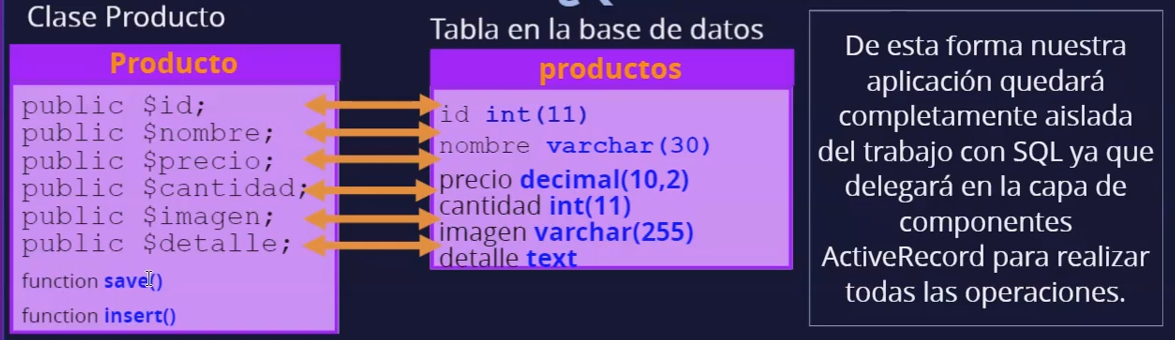 Clase Producto
Producto
public $id;
public $nombre;
public $precio;
public $cantidad;
public $imagen;
public $detalle;
function save()
function insert()
Tabla en la base de datos
productos
id int(11)
nombre varchar(30)
precio decimal(10,2)
cantidad int(11)
imagen varchar(255)
detalle text
De esta forma nuestra
aplicación quedará
completamente aislada
del trabajo con SQL ya que
delegará en la capa de
componentes
ActiveRecord para realizar
todas las operaciones.